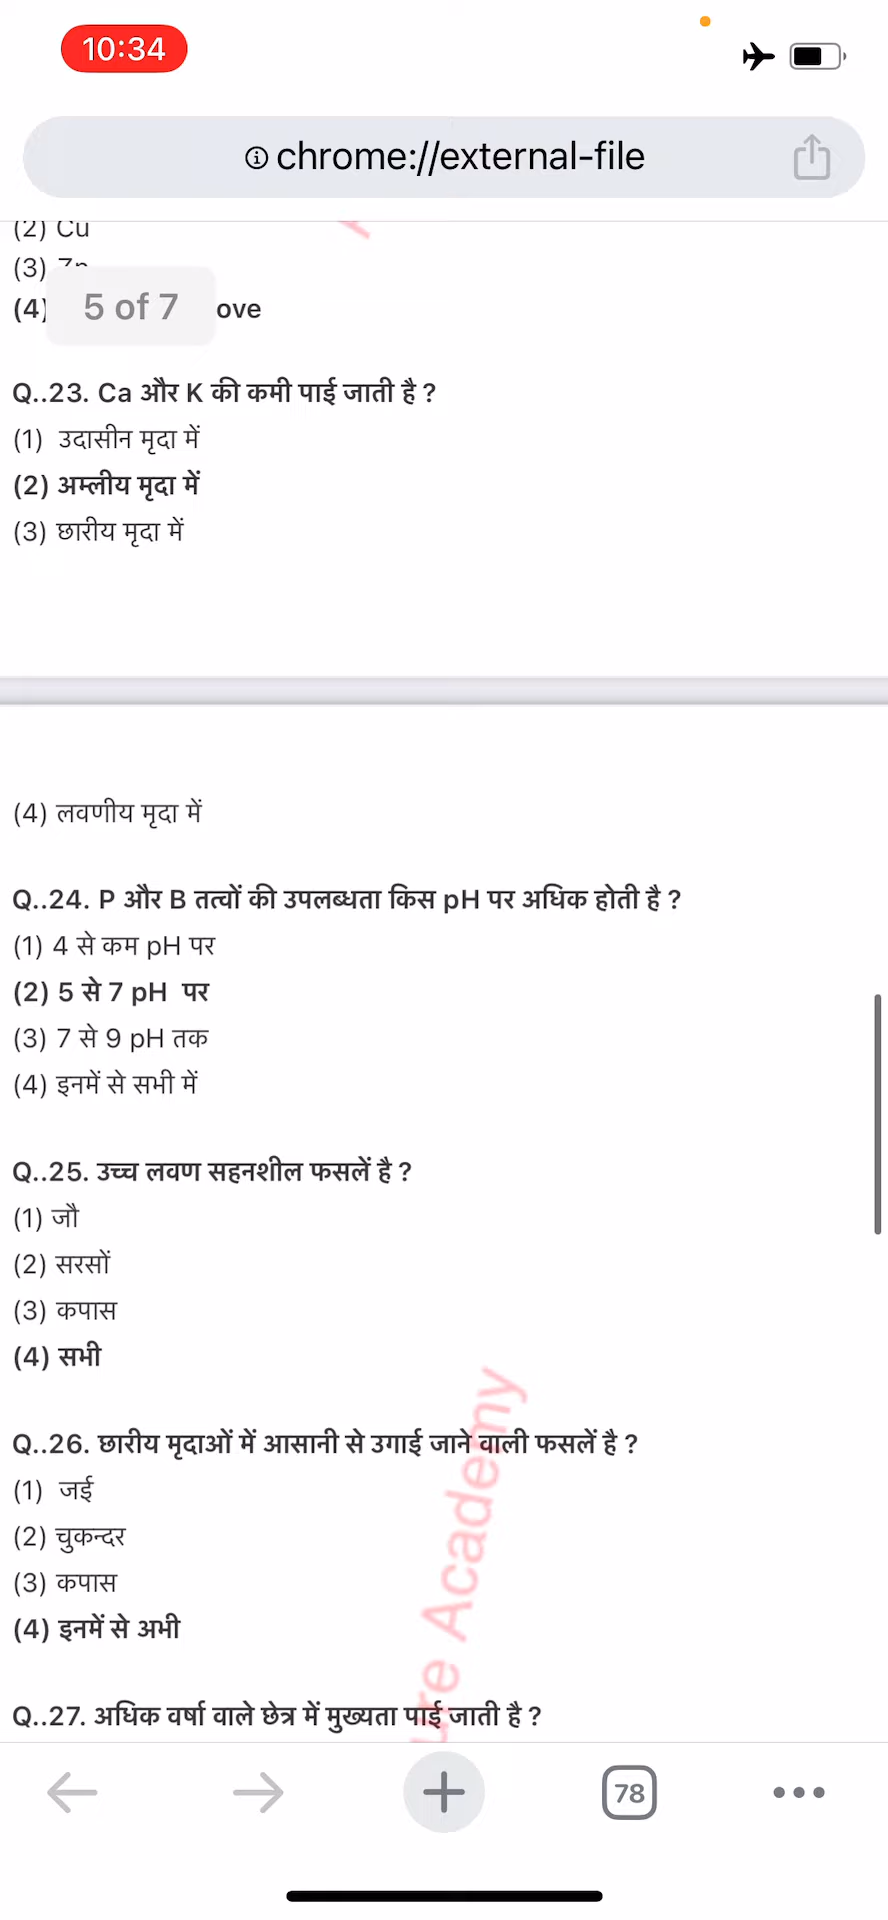 10:34
chrome://external-file
(2) Cu
(3)
(4) ove
5 of 7
Q..23. Ca और K की कमी पाई जाती है ?
(1) उदासीन मृदा में
(2) अम्लीय मृदा में
(3) छारीय मृदा में
(4) लवणीय मृदा में
Q..24. P और B तत्वों की उपलब्धता किस pH पर अधिक होती है ?
(1) 4 से कम pH पर
(2) 5 से 7 pH पर
(3) 7 से 9 pH तक
(4) इनमें से सभी में
Q..25. उच्च लवण सहनशील फसलें है ?
(1) जौ
(2) सरसों
(3) कपास
(4) सभी
Q..26. छारीय मृदाओं में आसानी से उगाई जाने वाली फसलें है ?
(1) जई
(2) चुकन्दर
(3) कपास
(4) इनमें से अभी
ure Academy
Q..27. अधिक वर्षा वाले छेत्र में मुख्यता पाई जाती है ?
78